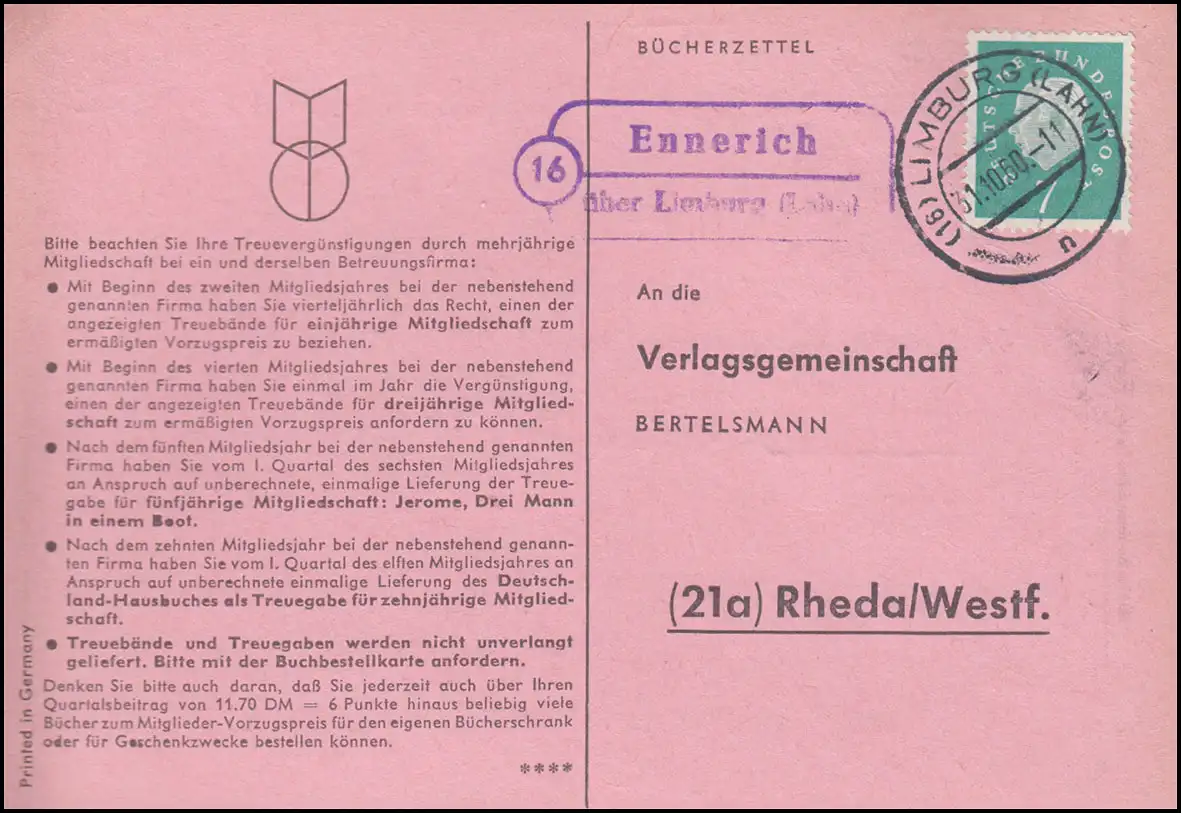 BÜCHERZETTEL
DEUTSCHE BUNDESPOST
7
(16) LIMBURG (LAHN)
31.10.60.-11
n
16
Ennerich
über Limburg (Lahn)
Bitte beachten Sie Ihre Treuevergünstigungen durch mehrjährige
Mitgliedschaft bei ein und derselben Betreuungsfirma:
● Mit Beginn des zweiten Mitgliedsjahres bei der nebenstehend
genannten Firma haben Sie vierteljährlich das Recht, einen der
angezeigten Treuebände für einjährige Mitgliedschaft zum
ermäßigten Vorzugspreis zu beziehen.
● Mit Beginn des vierten Mitgliedsjahres bei der nebenstehend
genannten Firma haben Sie einmal im Jahr die Vergünstigung,
einen der angezeigten Treuebände für dreijährige Mitglied-
schaft zum ermäßigten Vorzugspreis anfordern zu können.
● Nach dem fünften Mitgliedsjahr bei der nebenstehend genannten
Firma haben Sie vom I. Quartal des sechsten Mitgliedsjahres
an Anspruch auf unberechnete, einmalige Lieferung der Treue-
gabe für fünfjährige Mitgliedschaft: Jerome, Drei Mann
in einem Boot.
● Nach dem zehnten Mitgliedsjahr bei der nebenstehend genann-
ten Firma haben Sie vom I. Quartal des elften Mitgliedsjahres an
Anspruch auf unberechnete einmalige Lieferung des Deutsch-
land-Hausbuches als Treuegabe für zehnjährige Mitglied-
schaft.
● Treuebände und Treuegaben werden nicht unverlangt
geliefert. Bitte mit der Buchbestellkarte anfordern.
Denken Sie bitte auch daran, daß Sie jederzeit auch über Ihren
Quartalsbeitrag von 11.70 DM = 6 Punkte hinaus beliebig viele
Bücher zum Mitglieder-Vorzugspreis für den eigenen Bücherschrank
oder für Geschenkzwecke bestellen können.
****
Printed in Germany
An die
Verlagsgemeinschaft
BERTELSMANN
(21a) Rheda/Westf.